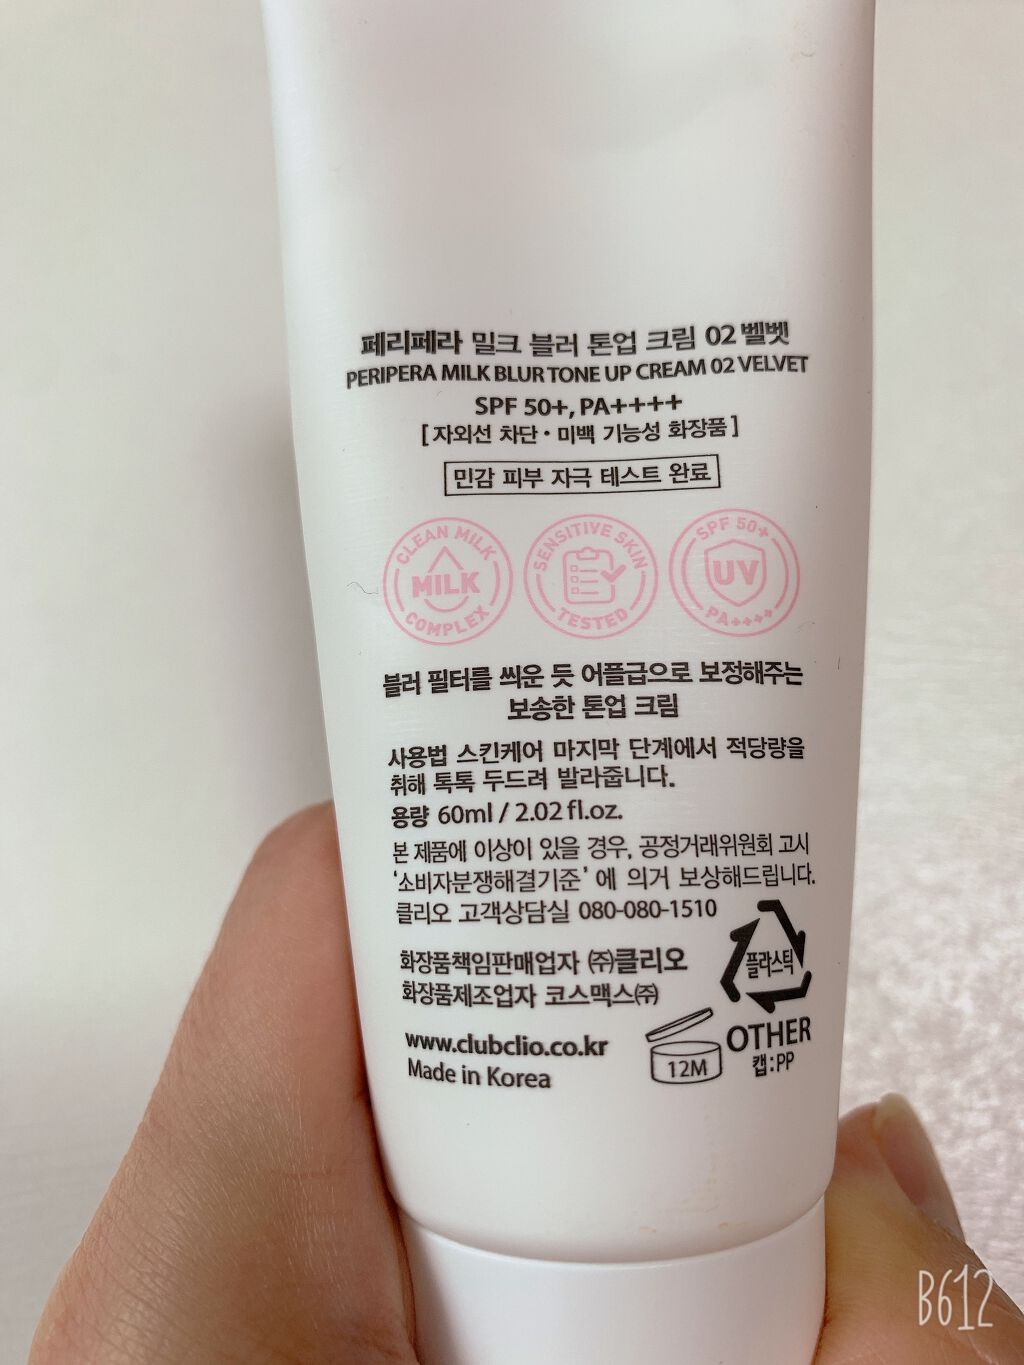 페리페라 밀크 블러 톤업 크림 02 벨벳
PERIPERA MILK BLUR TONE UP CREAM 02 VELVET
SPF 50+, PA++++
[ 자외선 차단 • 미백 기능성 화장품 ]
민감 피부 자극 테스트 완료
CLEAN MILK
MILK
COMPLEX
SENSITIVE SKIN
TESTED
SPF 50+
UV
PA++++
블러 필터를 씌운 듯 어플급으로 보정해주는
보송한 톤업 크림
사용법 스킨케어 마지막 단계에서 적당량을
취해 톡톡 두드려 발라줍니다.
용량 60ml / 2.02 fl.oz.
본 제품에 이상이 있을 경우, 공정거래위원회 고시
'소비자분쟁해결기준' 에 의거 보상해드립니다.
클리오 고객상담실 080-080-1510
화장품책임판매업자 ㈜클리오
화장품제조업자 코스맥스㈜
플라스틱
OTHER
캡:PP
www.clubclio.co.kr
Made in Korea
12M
B612